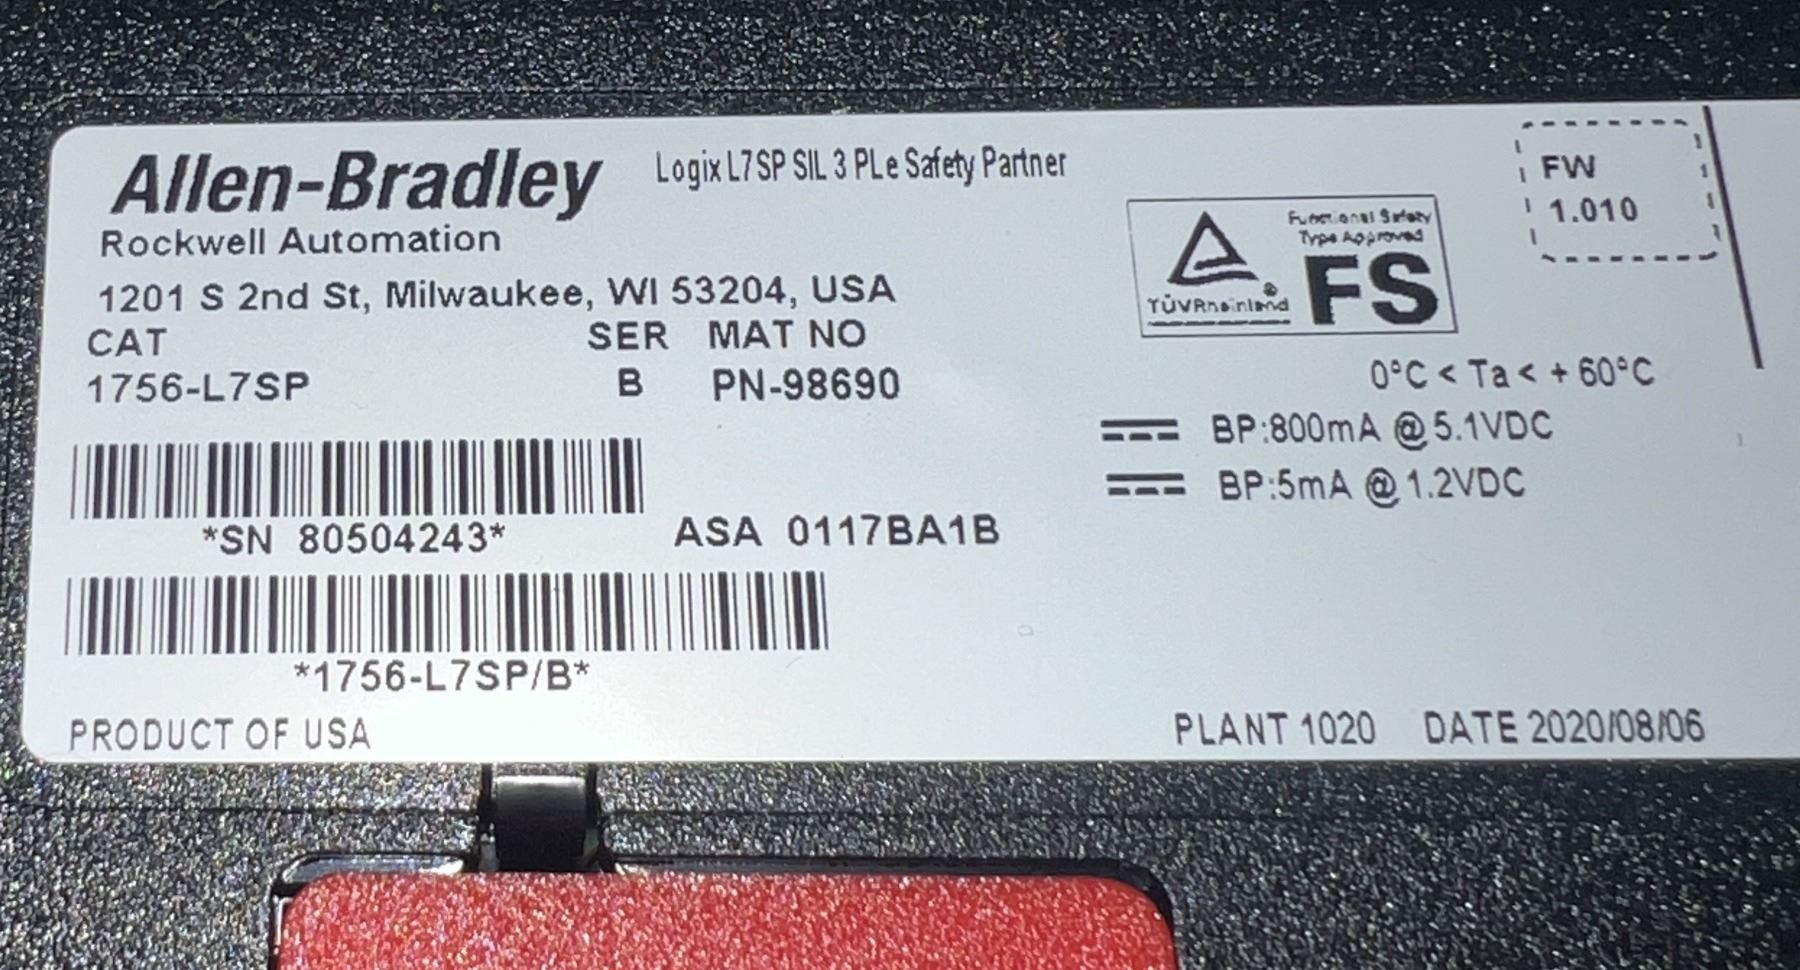 Allen-Bradley Logix L7SP SIL 3 PLe Safety Partner
Rockwell Automation
1201 S 2nd St, Milwaukee, WI 53204, USA
CAT SER MAT NO
1756-L7SP B PN-98690
*SN 80504243* ASA 0117BA1B
*1756-L7SP/B*
PRODUCT OF USA
FW
1.010
Functional Safety
Type Approved
FS
TÜVRheinland ®
0°C < Ta < + 60°C
BP:800mA @ 5.1VDC
BP:5mA @ 1.2VDC
PLANT 1020 DATE 2020/08/06